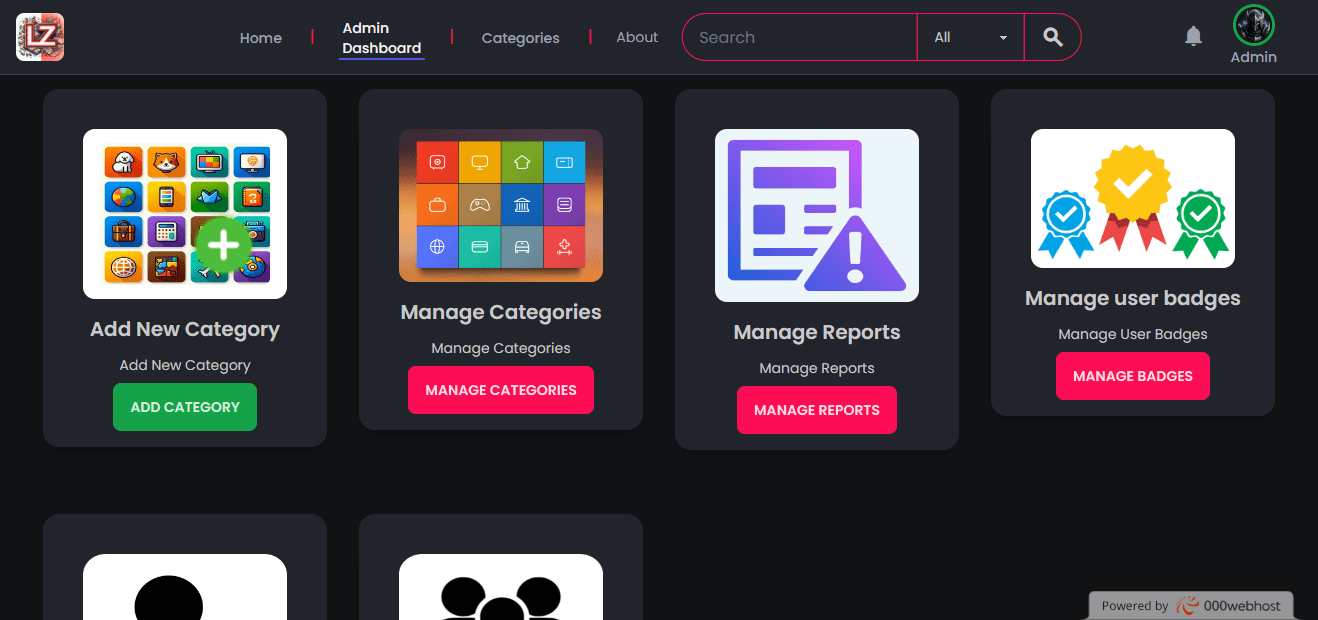 LZ
Home
Admin
Dashboard
Categories
About
Search
All
Admin
Add New Category
Add New Category
ADD CATEGORY
Manage Categories
Manage Categories
MANAGE CATEGORIES
Manage Reports
Manage Reports
MANAGE REPORTS
Manage user badges
Manage User Badges
MANAGE BADGES
Powered by 000webhost